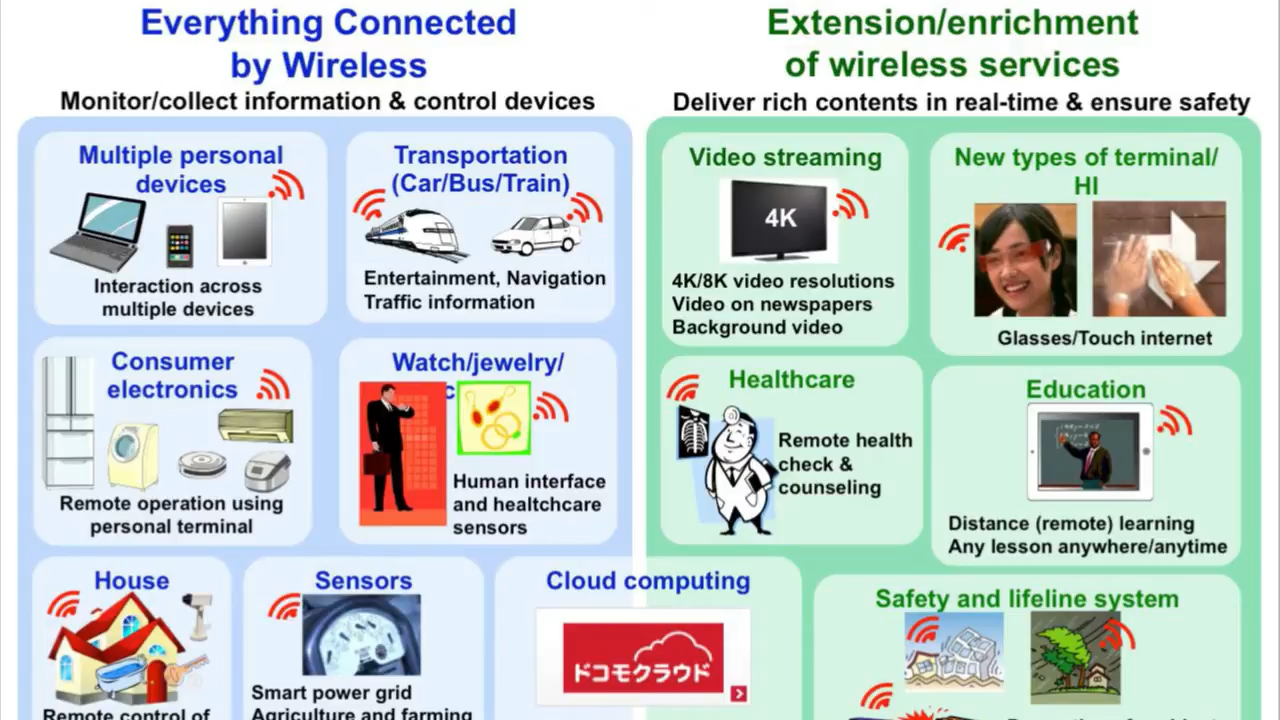 Everything Connected
by Wireless
Monitor/collect information & control devices
Multiple personal
devices
Interaction across
multiple devices
Transportation
(Car/Bus/Train)
Entertainment, Navigation
Traffic information
Consumer
electronics
Remote operation using
personal terminal
Watch/jewelry/
Human interface
and healtchcare
sensors
House
Remote control of
Sensors
Smart power grid
Agriculture and farming
Cloud computing
ドコモクラウド
Extension/enrichment
of wireless services
Deliver rich contents in real-time & ensure safety
Video streaming
4K
4K/8K video resolutions
Video on newspapers
Background video
New types of terminal/
HI
Glasses/Touch internet
Healthcare
Remote health
check &
counseling
Education
Distance (remote) learning
Any lesson anywhere/anytime
Safety and lifeline system